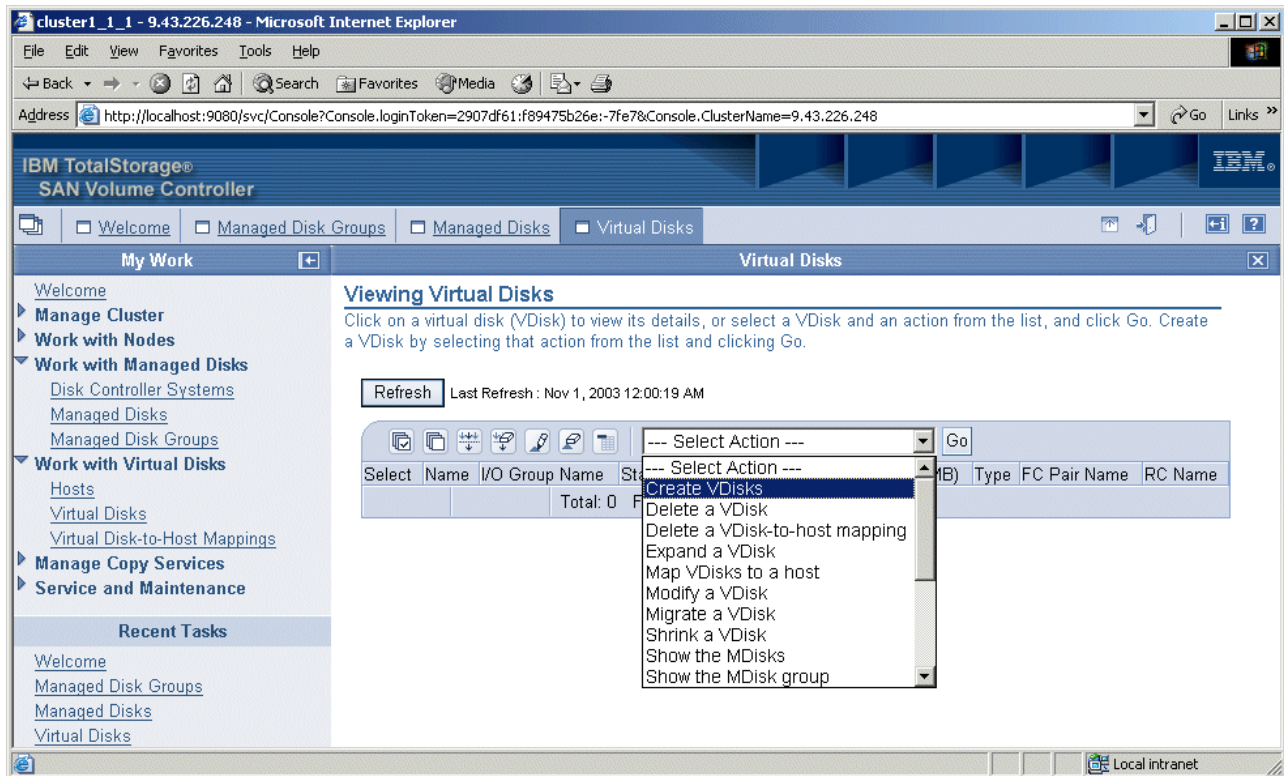 cluster1_1_1 - 9.43.226.248 - Microsoft Internet Explorer
File Edit View Favorites Tools Help
Back Search Favorites Media
Address http://localhost:9080/svc/Console?Console.loginToken=2907df61:f89475b26e:-7fe7&Console.ClusterName=9.43.226.248 Go Links »
IBM TotalStorage®
SAN Volume Controller
IBM®
Welcome Managed Disk Groups Managed Disks Virtual Disks
My Work
Virtual Disks
Welcome
Manage Cluster
Work with Nodes
Work with Managed Disks
Disk Controller Systems
Managed Disks
Managed Disk Groups
Work with Virtual Disks
Hosts
Virtual Disks
Virtual Disk-to-Host Mappings
Manage Copy Services
Service and Maintenance
Recent Tasks
Welcome
Managed Disk Groups
Managed Disks
Virtual Disks
Viewing Virtual Disks
Click on a virtual disk (VDisk) to view its details, or select a VDisk and an action from the list, and click Go. Create
a VDisk by selecting that action from the list and clicking Go.
Refresh Last Refresh : Nov 1, 2003 12:00:19 AM
--- Select Action --- Go
Select Name I/O Group Name MB) Type FC Pair Name RC Name
Total: 0
--- Select Action ---
Create VDisks
Delete a VDisk
Delete a VDisk-to-host mapping
Expand a VDisk
Map VDisks to a host
Modify a VDisk
Migrate a VDisk
Shrink a VDisk
Show the MDisks
Show the MDisk group
Local intranet